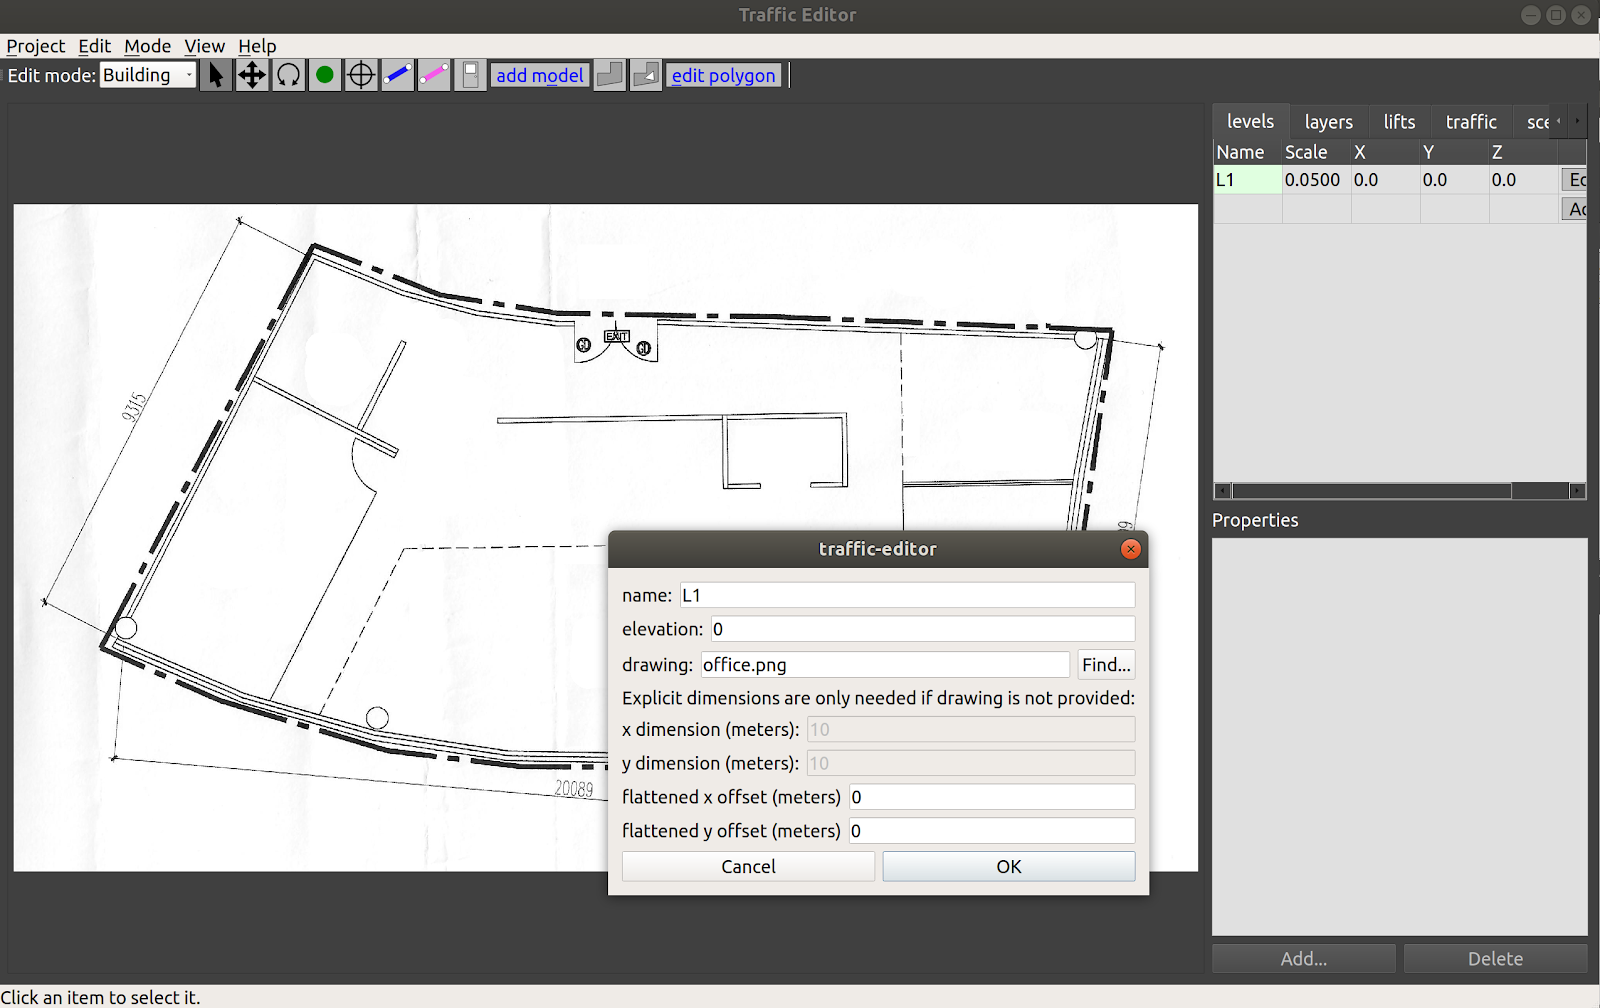 Traffic Editor
Project Edit Mode View Help
Edit mode: Building add model edit polygon
levels layers lifts traffic
Name Scale X Y Z
L1 0.0500 0.0 0.0 0.0
EXIT
9315
20089
Properties
traffic-editor
name: L1
elevation: 0
drawing: office.png Find...
Explicit dimensions are only needed if drawing is not provided:
x dimension (meters): 10
y dimension (meters): 10
flattened x offset (meters) 0
flattened y offset (meters) 0
Cancel OK
Add... Delete
Click an item to select it.